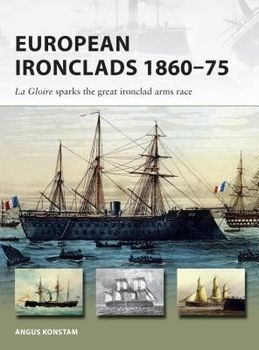 EUROPEAN
IRONCLADS 1860–75
La Gloire sparks the great ironclad arms race
ANGUS KONSTAM